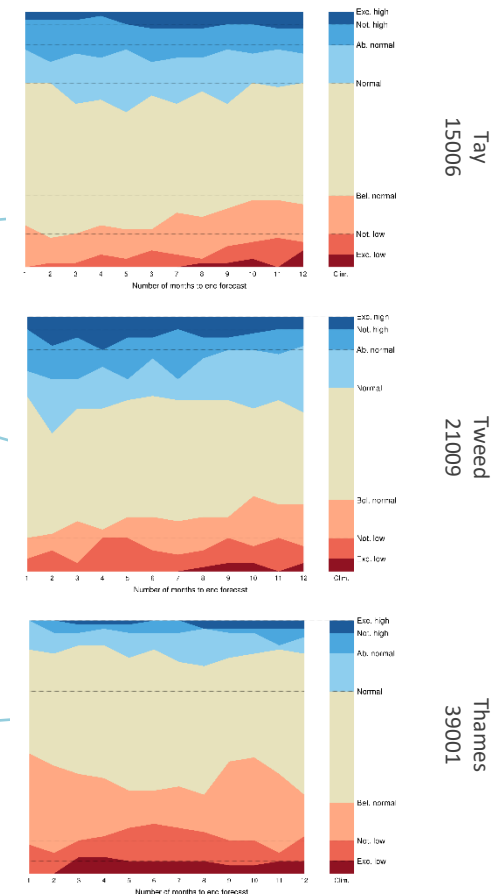 Exc. high
Not. high
Ab. normal
Normal
Bel. normal
Not. low
Exc. low
1 2 3 4 5 6 7 8 9 10 11 12 Clim.
Number of months to end forecast
Tay
15006
Exc. high
Not. high
Ab. normal
Normal
Bel. normal
Not. low
Exc. low
1 2 3 4 5 6 7 8 9 10 11 12 Clim.
Number of months to end forecast
Tweed
21009
Exc. high
Not. high
Ab. normal
Normal
Bel. normal
Not. low
Exc. low
1 2 3 4 5 6 7 8 9 10 11 12 Clim.
Number of months to end forecast
Thames
39001